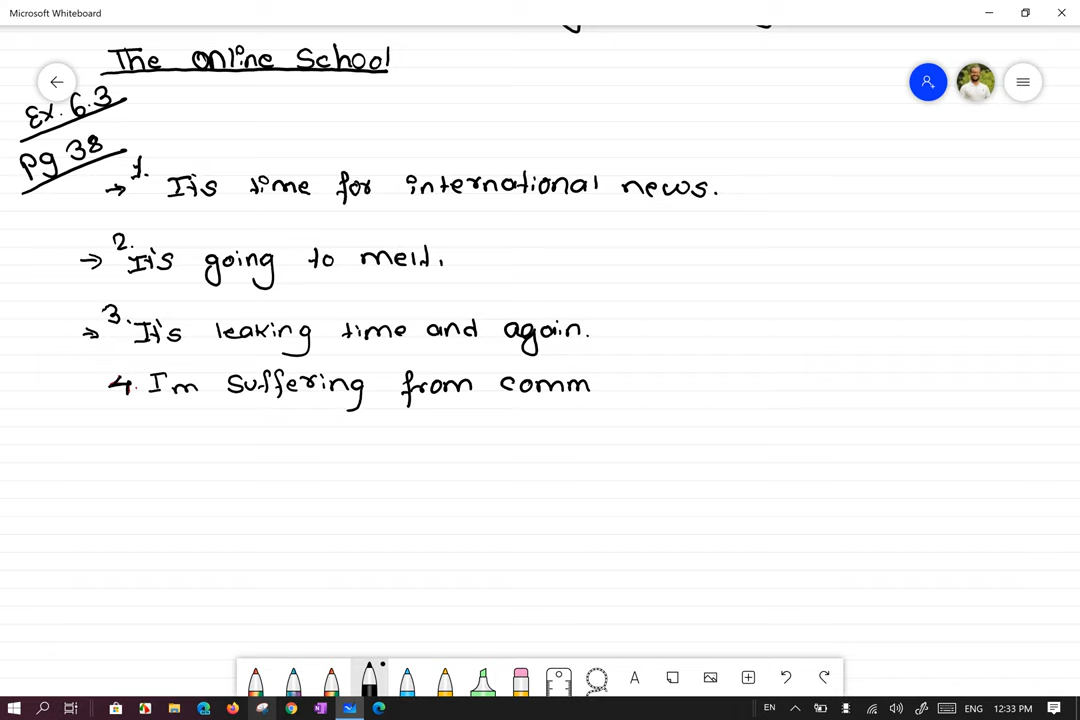 Microsoft Whiteboard
The Online School
Ex. 6.3
Pg 38
→ 1. It's time for international news.
→ 2. It's going to melt.
→ 3. It's leaking time and again.
4. I'm suffering from comm
A
EN
ENG 12:33 PM